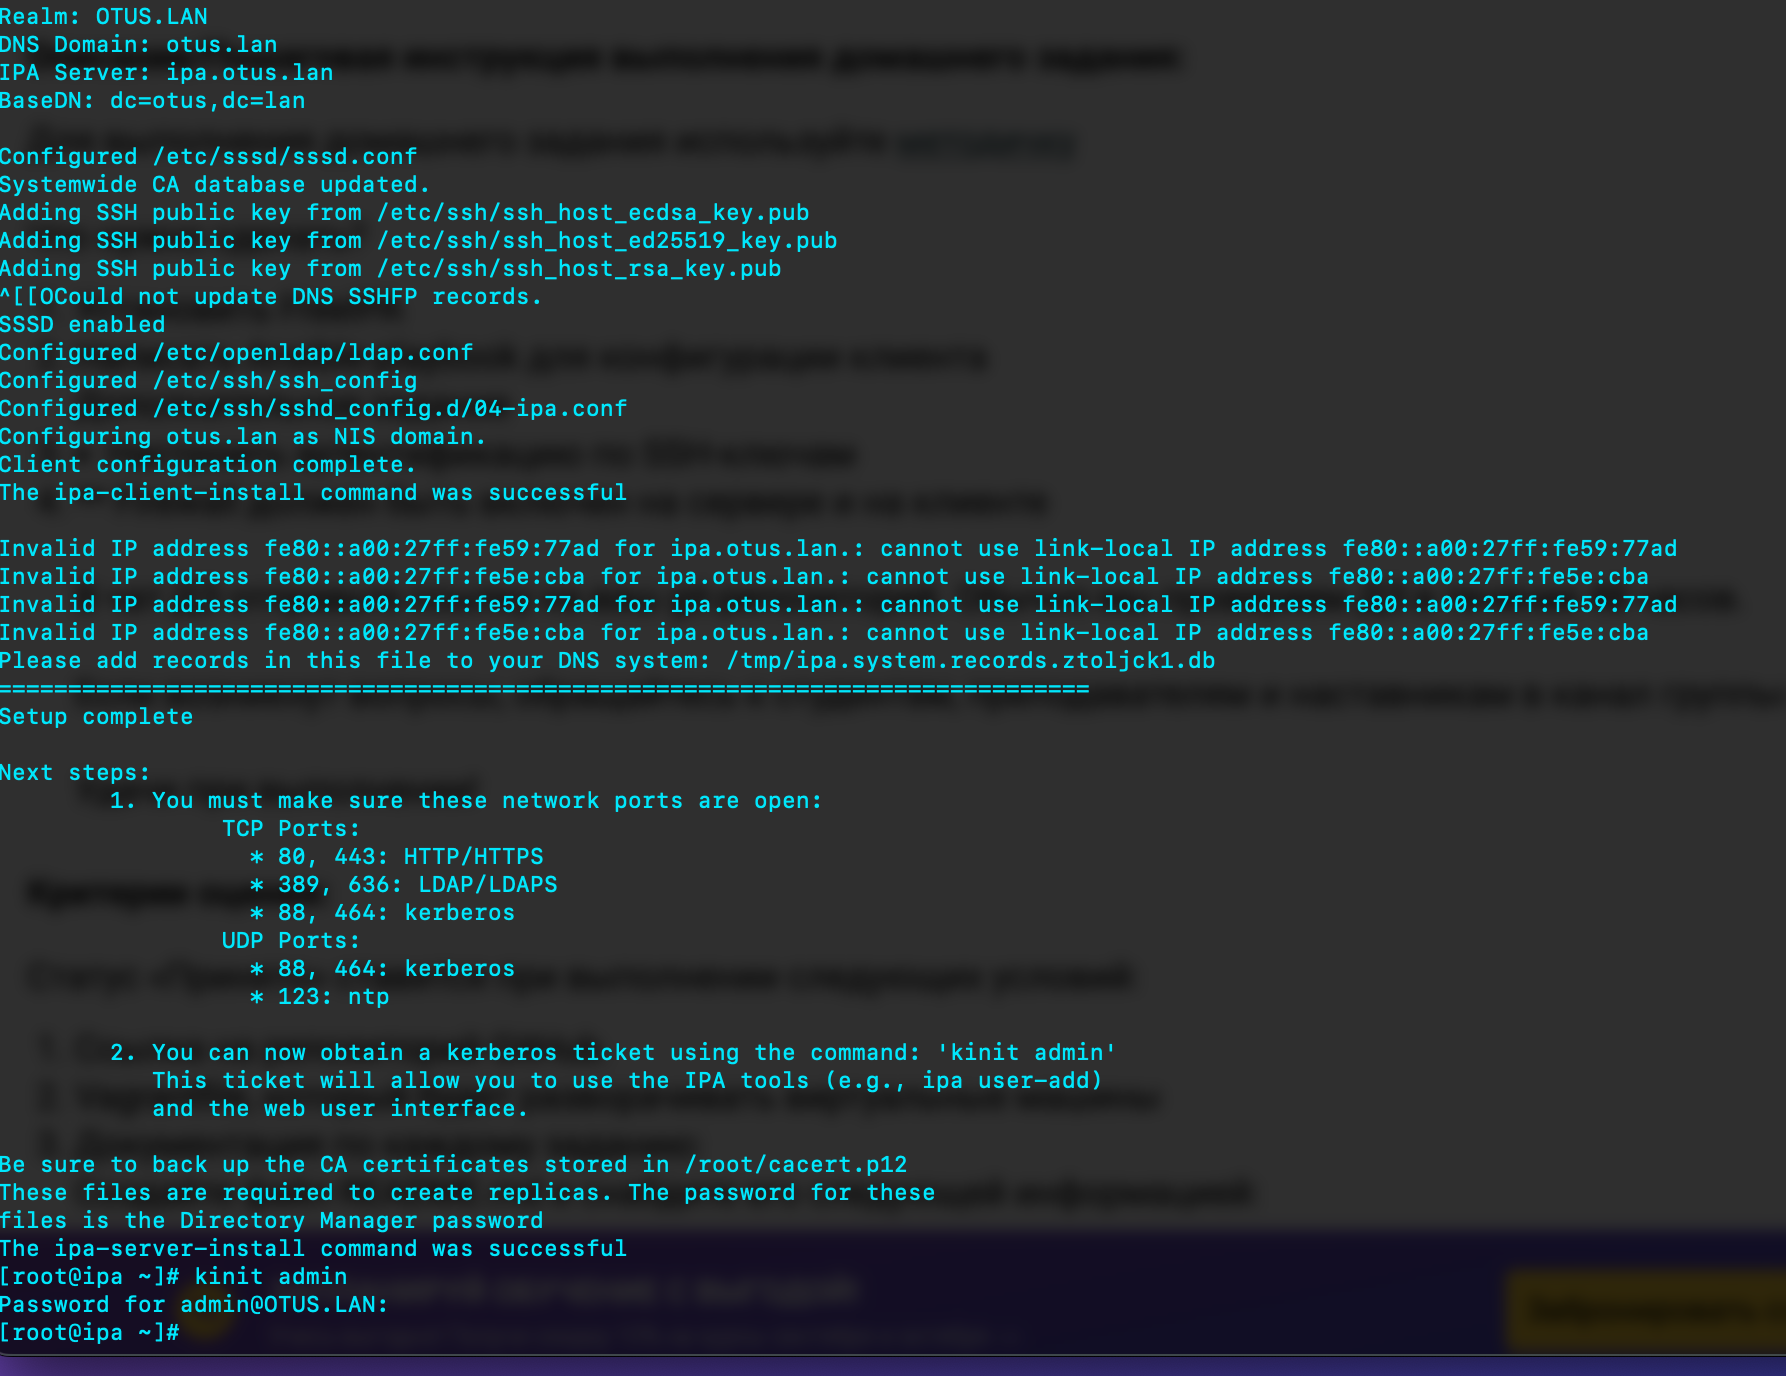 Realm: OTUS.LAN
DNS Domain: otus.lan
IPA Server: ipa.otus.lan
BaseDN: dc=otus,dc=lan
Configured /etc/sssd/sssd.conf
Systemwide CA database updated.
Adding SSH public key from /etc/ssh/ssh_host_ecdsa_key.pub
Adding SSH public key from /etc/ssh/ssh_host_ed25519_key.pub
Adding SSH public key from /etc/ssh/ssh_host_rsa_key.pub
^[[OCould not update DNS SSHFP records.
SSSD enabled
Configured /etc/openldap/ldap.conf
Configured /etc/ssh/ssh_config
Configured /etc/ssh/sshd_config.d/04-ipa.conf
Configuring otus.lan as NIS domain.
Client configuration complete.
The ipa-client-install command was successful
Invalid IP address fe80::a00:27ff:fe59:77ad for ipa.otus.lan.: cannot use link-local IP address fe80::a00:27ff:fe59:77ad
Invalid IP address fe80::a00:27ff:fe5e:cba for ipa.otus.lan.: cannot use link-local IP address fe80::a00:27ff:fe5e:cba
Invalid IP address fe80::a00:27ff:fe59:77ad for ipa.otus.lan.: cannot use link-local IP address fe80::a00:27ff:fe59:77ad
Invalid IP address fe80::a00:27ff:fe5e:cba for ipa.otus.lan.: cannot use link-local IP address fe80::a00:27ff:fe5e:cba
Please add records in this file to your DNS system: /tmp/ipa.system.records.ztoljck1.db
==============================================================================
Setup complete
Next steps:
1. You must make sure these network ports are open:
TCP Ports:
* 80, 443: HTTP/HTTPS
* 389, 636: LDAP/LDAPS
* 88, 464: kerberos
UDP Ports:
* 88, 464: kerberos
* 123: ntp
2. You can now obtain a kerberos ticket using the command: 'kinit admin'
This ticket will allow you to use the IPA tools (e.g., ipa user-add)
and the web user interface.
Be sure to back up the CA certificates stored in /root/cacert.p12
These files are required to create replicas. The password for these
files is the Directory Manager password
The ipa-server-install command was successful
[root@ipa ~]# kinit admin
Password for admin@OTUS.LAN:
[root@ipa ~]#